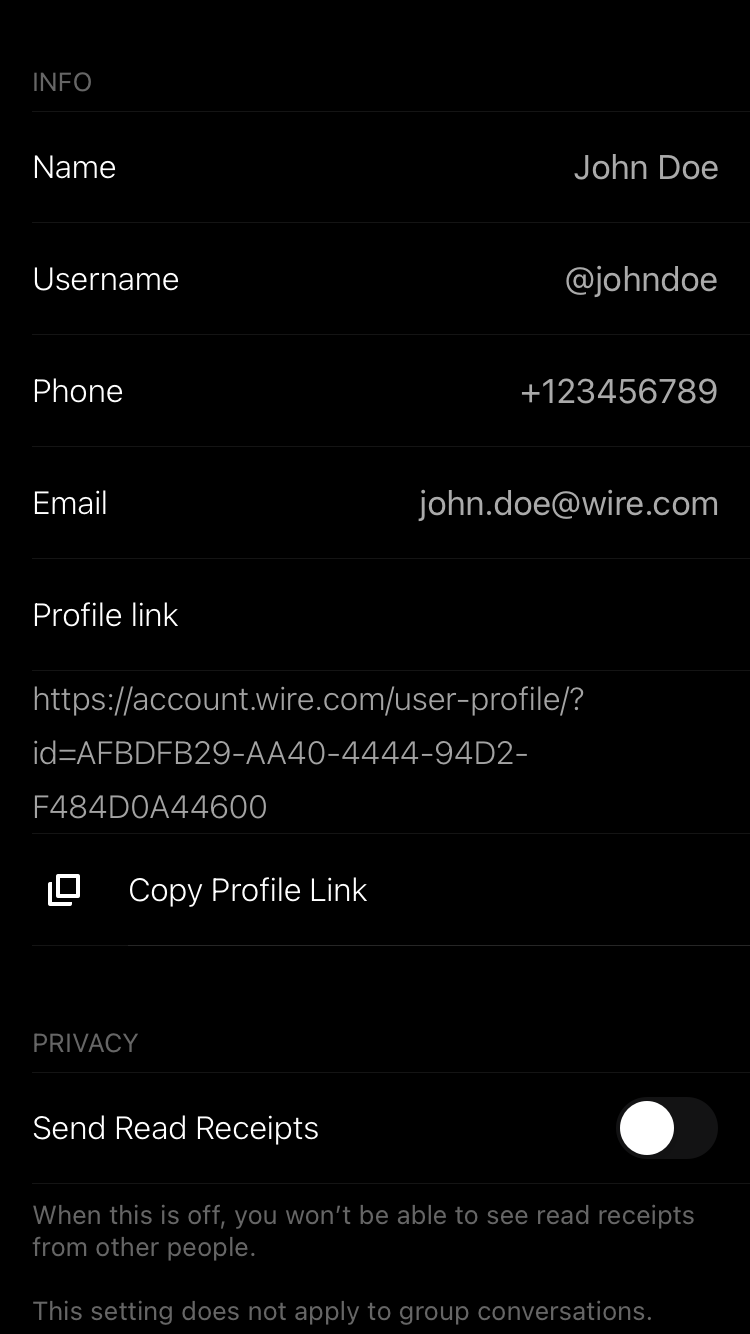 INFO
Name John Doe
Username @johndoe
Phone +123456789
Email john.doe@wire.com
Profile link
https://account.wire.com/user-profile/?
id=AFBDFB29-AA40-4444-94D2-
F484D0A44600
Copy Profile Link
PRIVACY
Send Read Receipts
When this is off, you won’t be able to see read receipts
from other people.
This setting does not apply to group conversations.